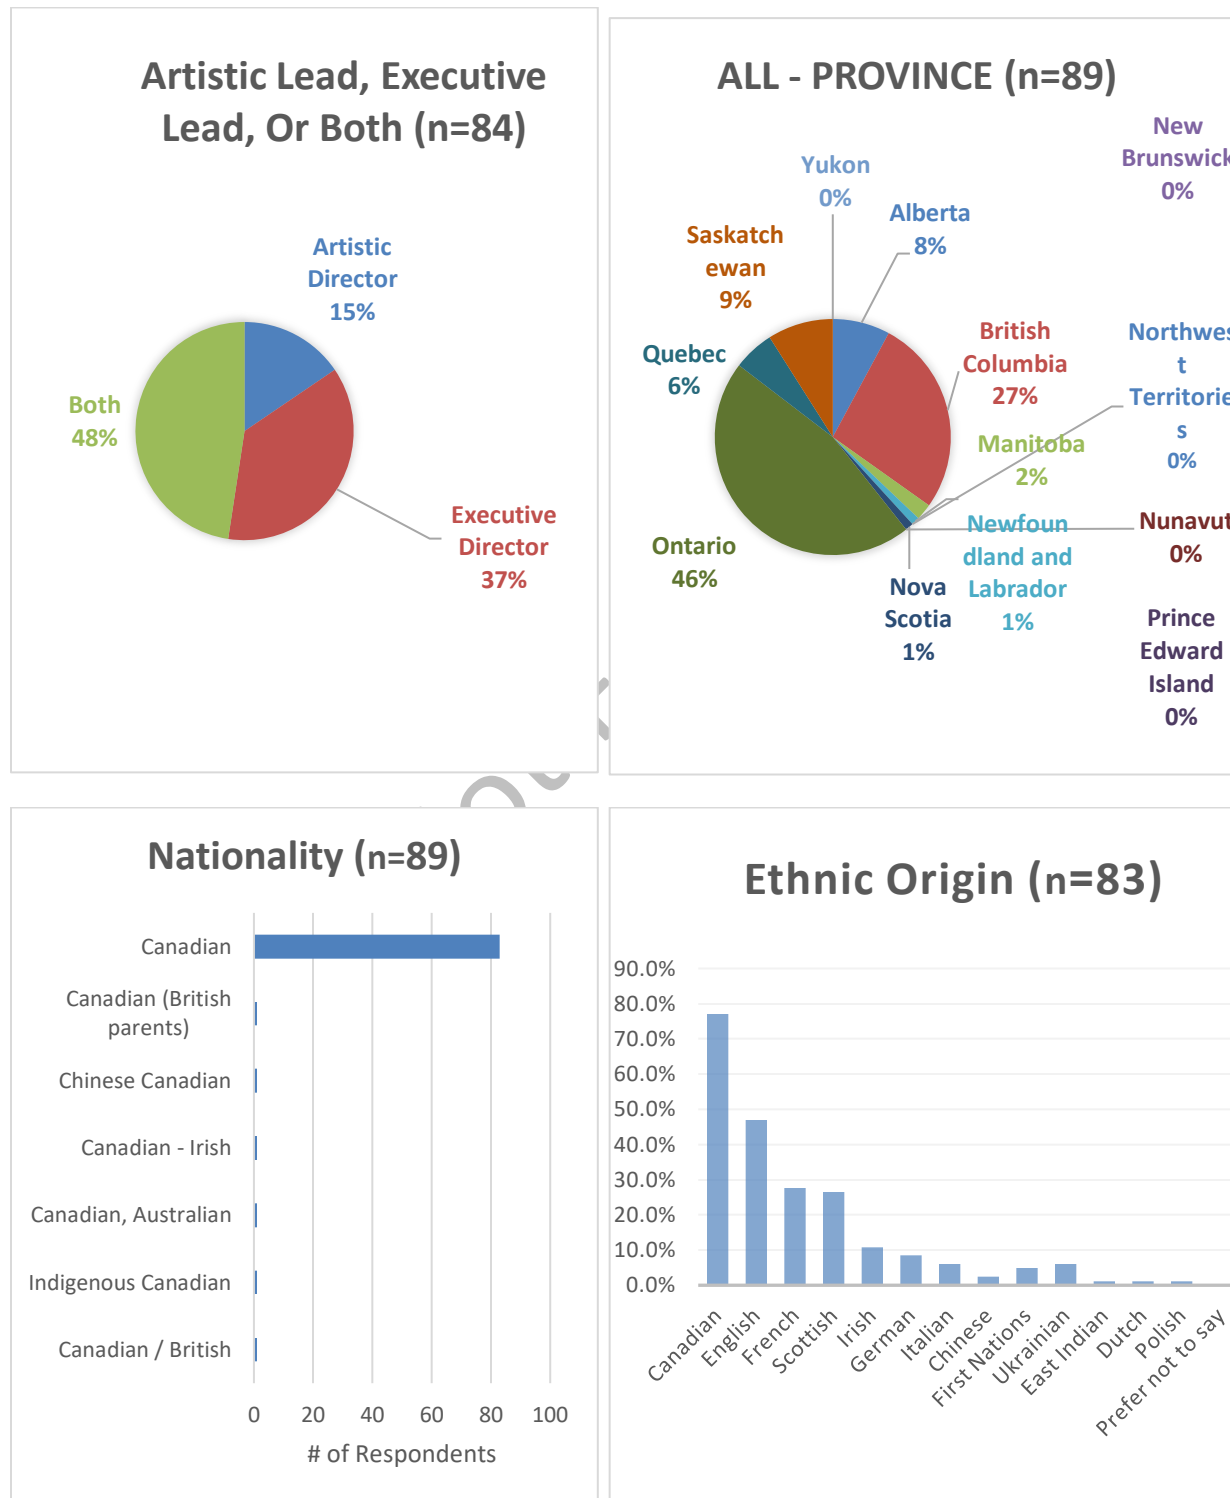 Artistic Lead, Executive
Lead, Or Both (n=84)
Artistic
Director
15%
Both
48%
Executive
Director
37%
ALL - PROVINCE (n=89)
New
Brunswick
0%
Yukon
0%
Alberta
8%
Saskatch
ewan
9%
British
Columbia
27%
Northwes
t
Territorie
s
0%
Quebec
6%
Manitoba
2%
Ontario
46%
Newfoun
dland and
Labrador
1%
Nunavut
0%
Nova
Scotia
1%
Prince
Edward
Island
0%
Nationality (n=89)
Canadian
Canadian (British
parents)
Chinese Canadian
Canadian - Irish
Canadian, Australian
Indigenous Canadian
Canadian / British
0 20 40 60 80 100
# of Respondents
Ethnic Origin (n=83)
90.0%
80.0%
70.0%
60.0%
50.0%
40.0%
30.0%
20.0%
10.0%
0.0%
Canadian
English
French
Scottish
Irish
German
Italian
Chinese
First Nations
Ukrainian
East Indian
Dutch
Polish
Prefer not to say